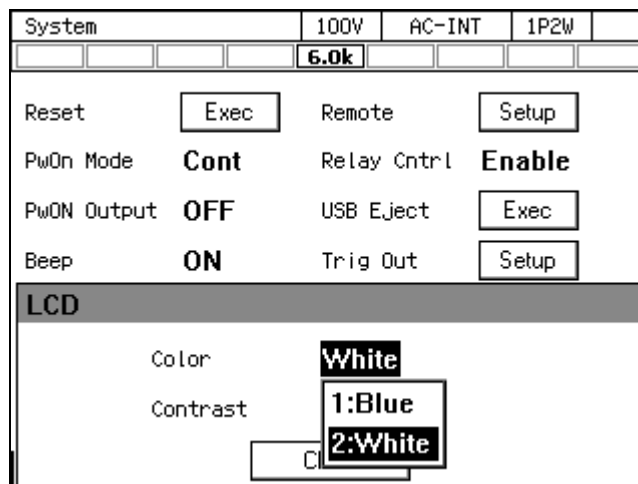 System 100V AC-INT 1P2W
6.0k
Reset Exec Remote Setup
PwOn Mode Cont Relay Cntrl Enable
PwON Output OFF USB Eject Exec
Beep ON Trig Out Setup
LCD
Color White
Contrast 1:Blue
2:White